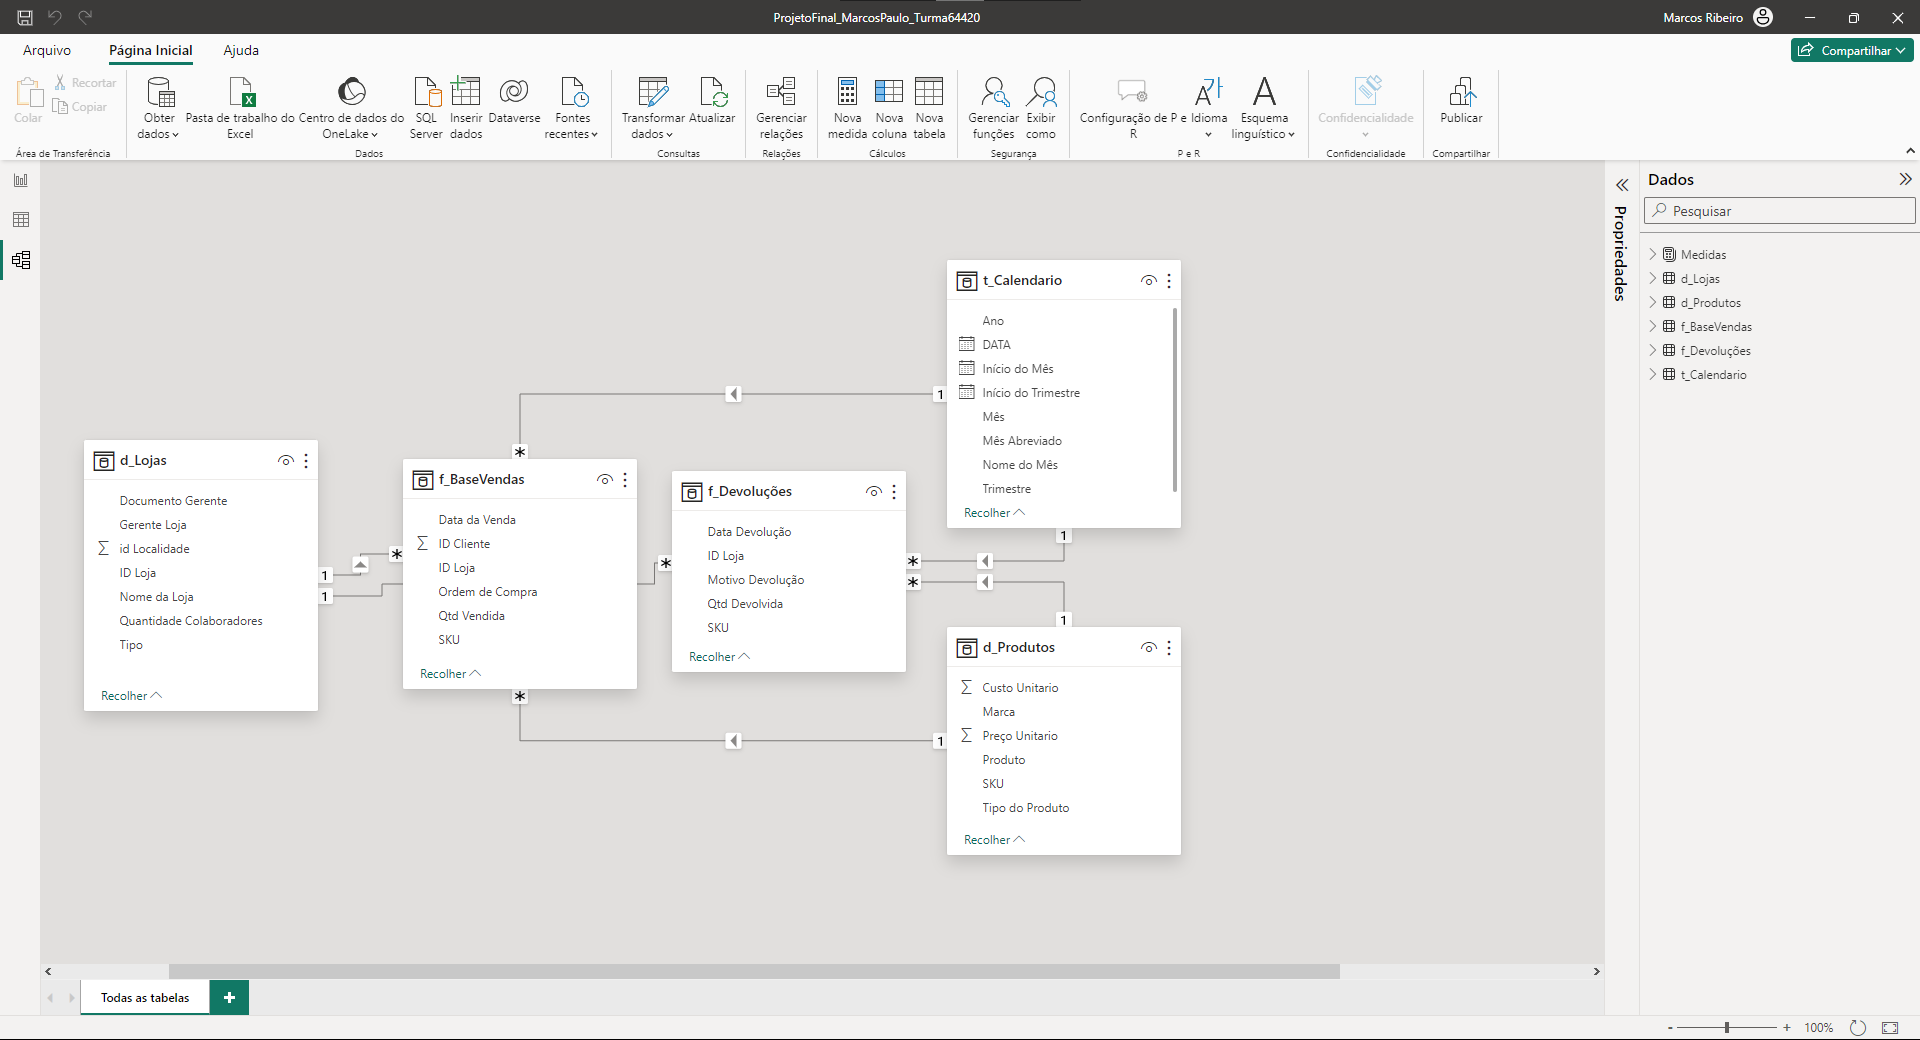 ProjetoFinal_MarcosPaulo_Turma64420
Marcos Ribeiro
Arquivo
Página Inicial
Ajuda
Compartilhar
Colar
Recortar
Copiar
Área de Transferência
Obter dados
Pasta de trabalho do Excel
Centro de dados do OneLake
SQL Server
Inserir dados
Dataverse
Fontes recentes
Dados
Transformar dados
Atualizar
Consultas
Gerenciar relações
Relações
Nova medida
Nova coluna
Nova tabela
Cálculos
Gerenciar funções
Exibir como
Segurança
Configuração de P e R
Idioma
Esquema linguístico
P e R
Confidencialidade
Confidencialidade
Publicar
Compartilhar
t_Calendario
Ano
DATA
Início do Mês
Início do Trimestre
Mês
Mês Abreviado
Nome do Mês
Trimestre
Recolher
d_Lojas
Documento Gerente
Gerente Loja
id Localidade
ID Loja
Nome da Loja
Quantidade Colaboradores
Tipo
Recolher
f_BaseVendas
Data da Venda
ID Cliente
ID Loja
Ordem de Compra
Qtd Vendida
SKU
Recolher
f_Devoluções
Data Devolução
ID Loja
Motivo Devolução
Qtd Devolvida
SKU
Recolher
d_Produtos
Custo Unitario
Marca
Preço Unitario
Produto
SKU
Tipo do Produto
Recolher
1
*
1
1
*
*
*
*
1
1
*
1
Propriedades
Dados
Pesquisar
Medidas
d_Lojas
d_Produtos
f_BaseVendas
f_Devoluções
t_Calendario
Todas as tabelas
+
- + 100%